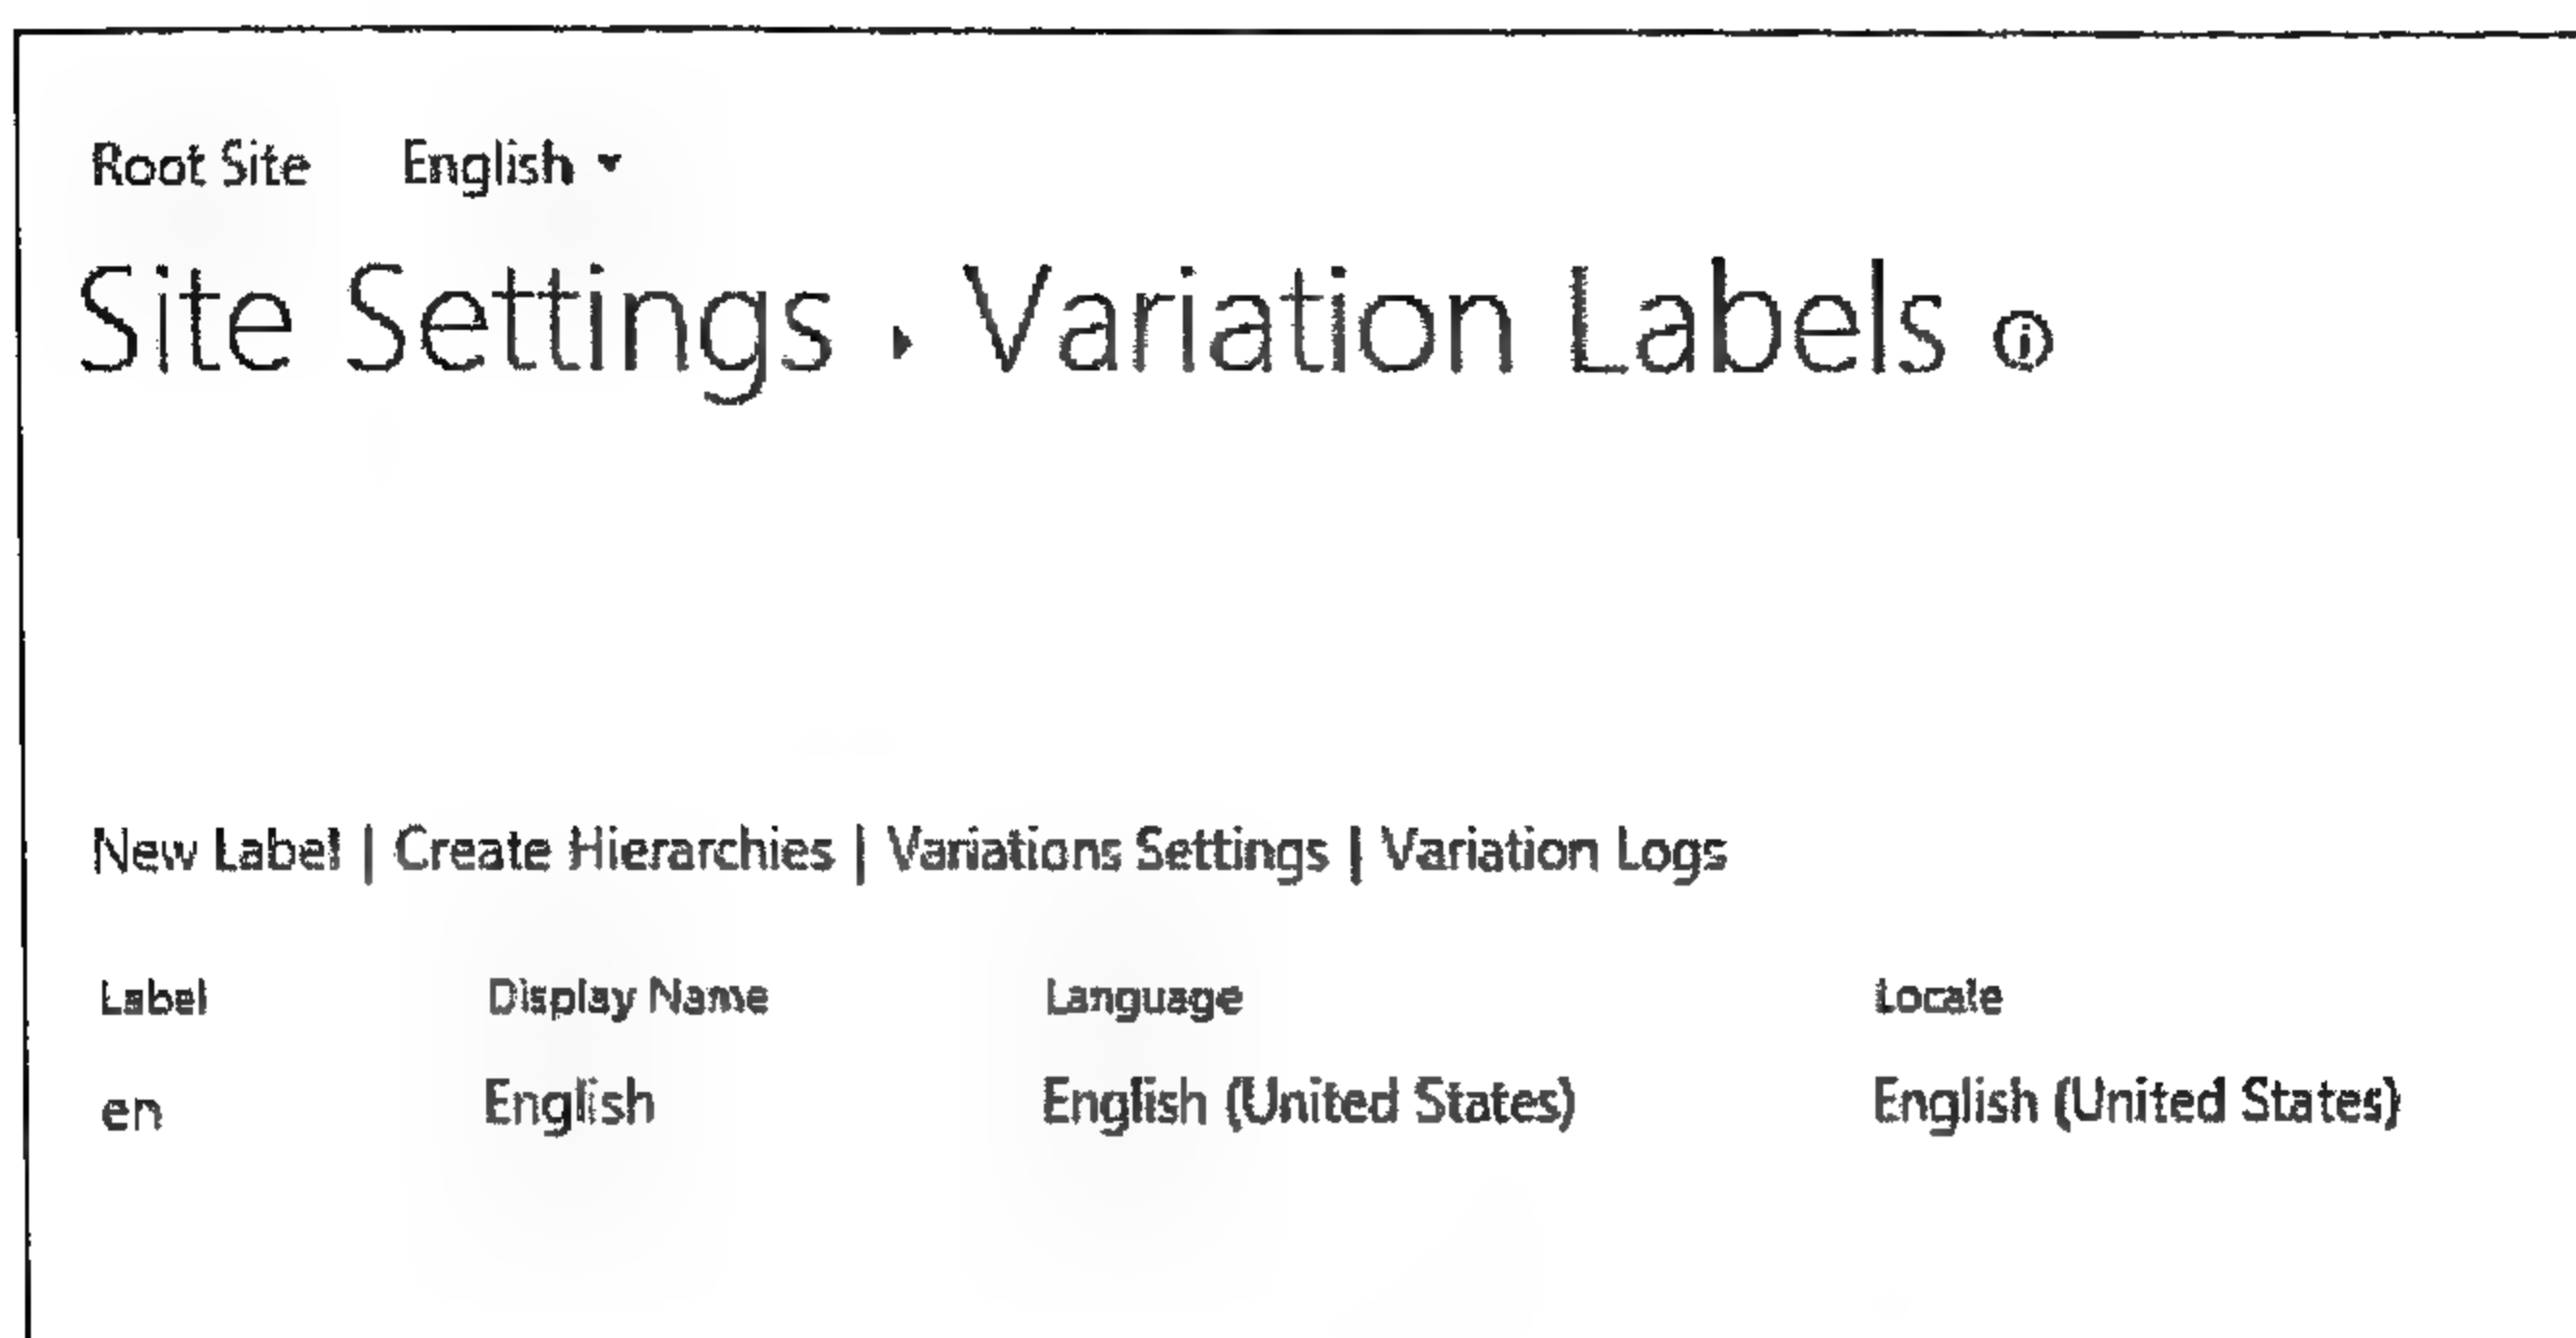 Root Site English
Site Settings Variation Labels
New Label | Create Hierarchies | Variations Settings | Variation Logs
Label Display Name Language Locale
en English English (United States) English (United States)